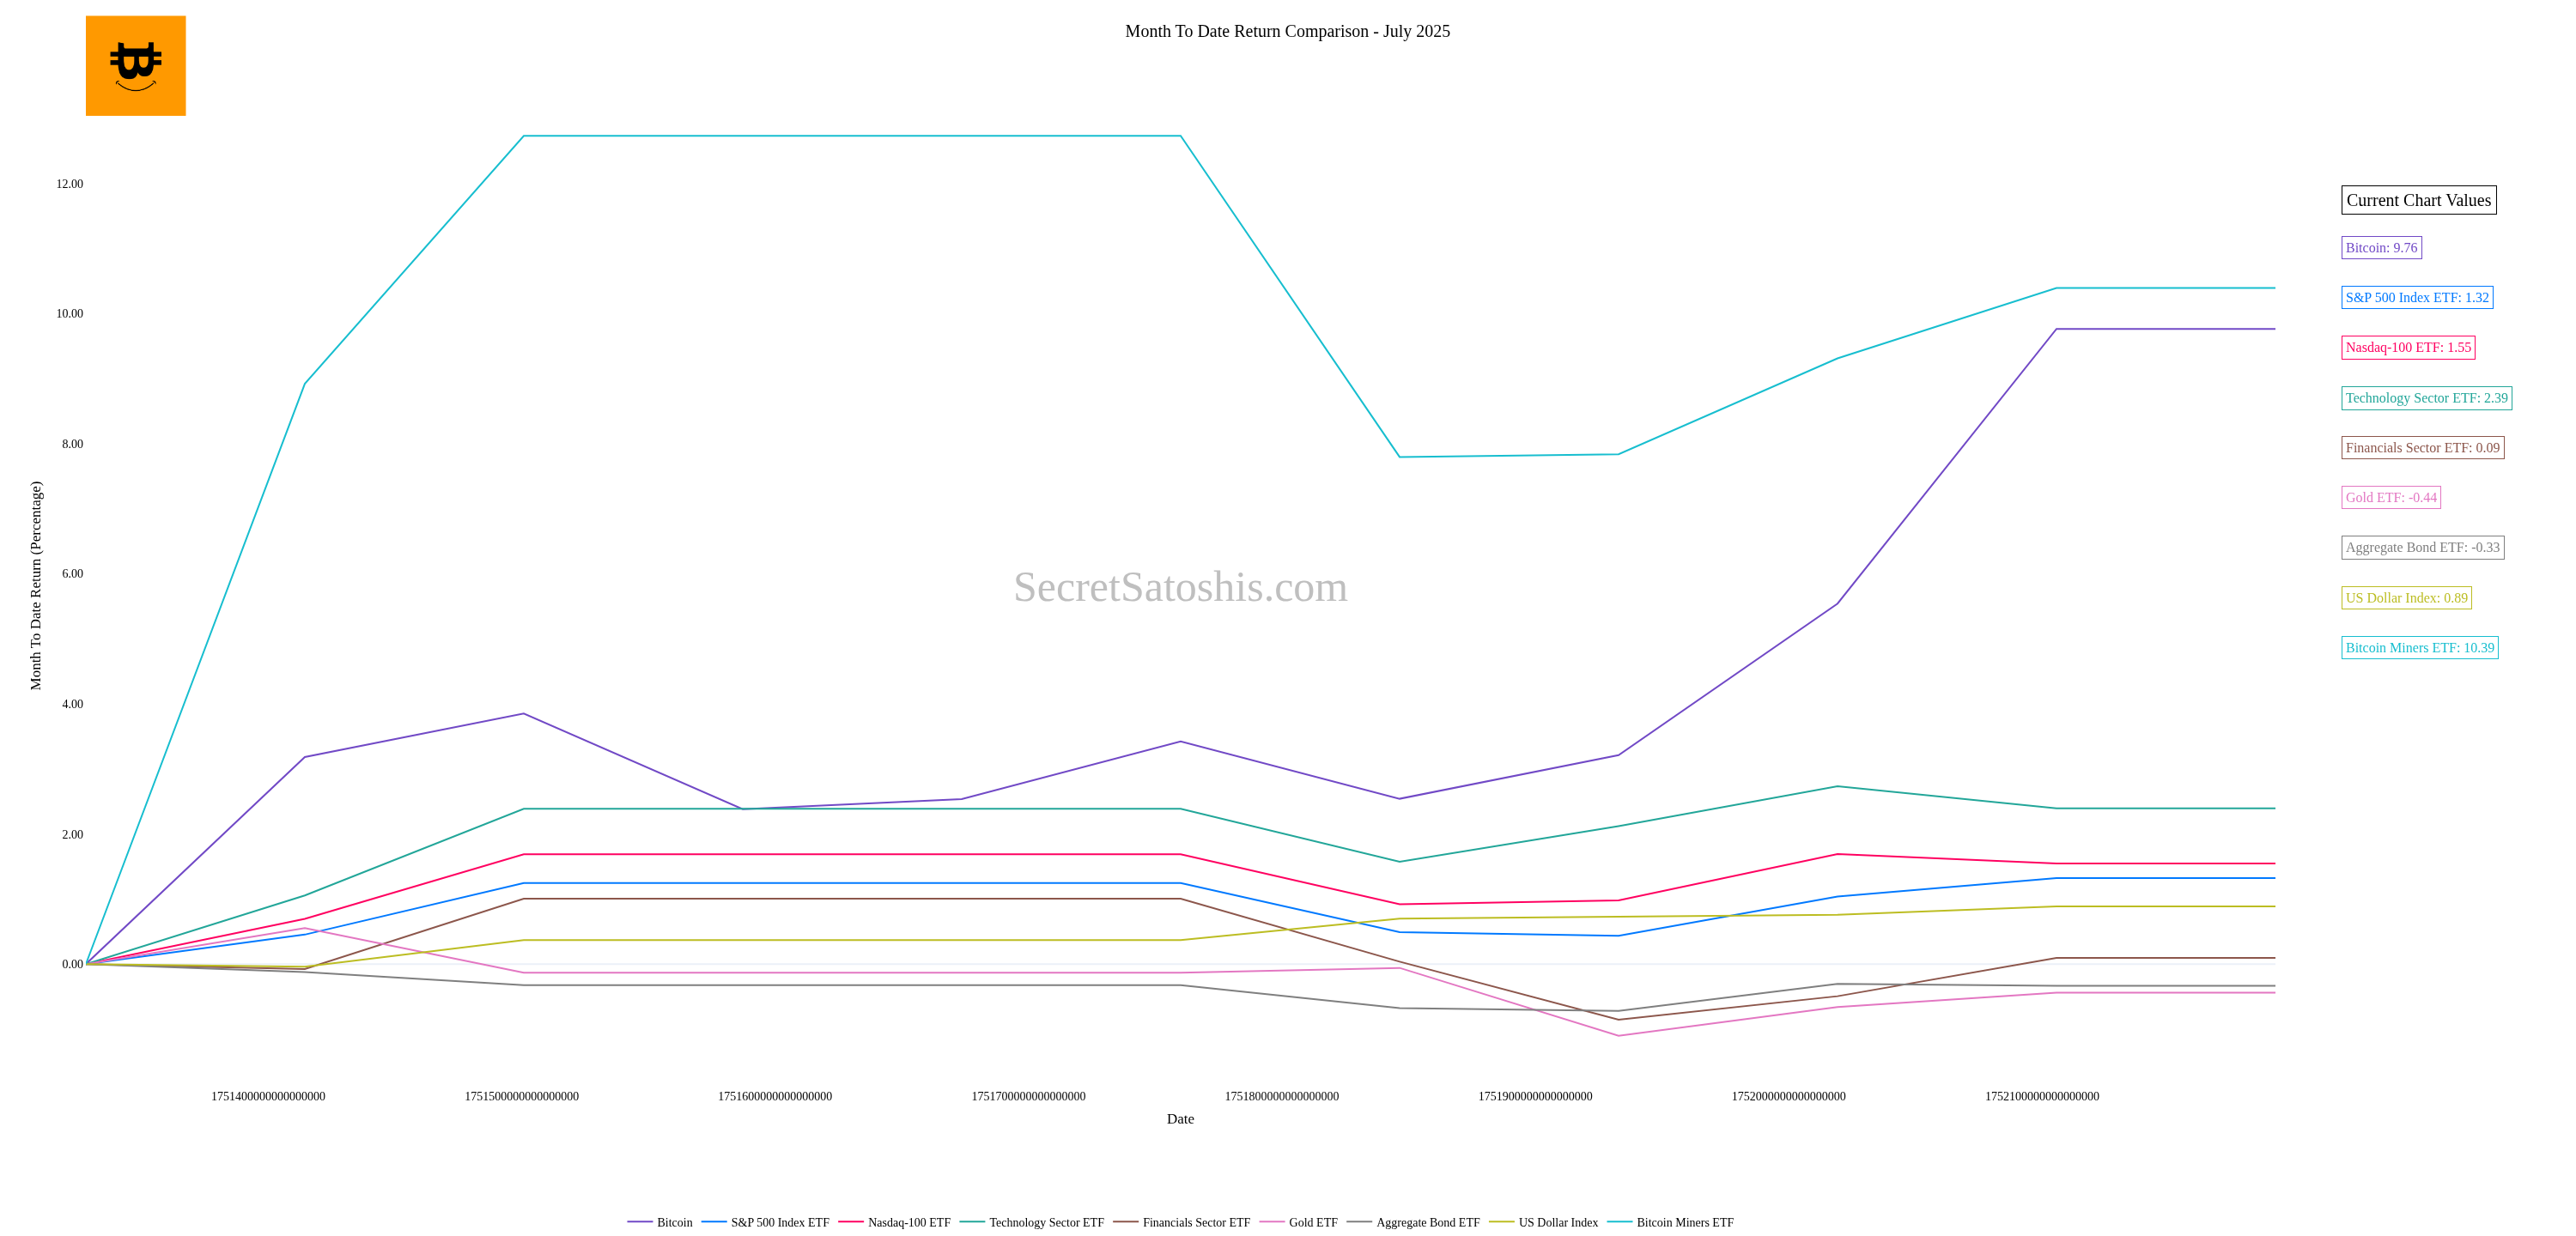 Month To Date Return Comparison - July 2025
12.00
10.00
8.00
6.00
4.00
2.00
0.00
Month To Date Return (Percentage)
SecretSatoshis.com
Current Chart Values
Bitcoin: 9.76
S&P 500 Index ETF: 1.32
Nasdaq-100 ETF: 1.55
Technology Sector ETF: 2.39
Financials Sector ETF: 0.09
Gold ETF: -0.44
Aggregate Bond ETF: -0.33
US Dollar Index: 0.89
Bitcoin Miners ETF: 10.39
1751400000000000000 1751500000000000000 1751600000000000000 1751700000000000000 1751800000000000000 1751900000000000000 1752000000000000000 1752100000000000000
Date
Bitcoin S&P 500 Index ETF Nasdaq-100 ETF Technology Sector ETF Financials Sector ETF Gold ETF Aggregate Bond ETF US Dollar Index Bitcoin Miners ETF